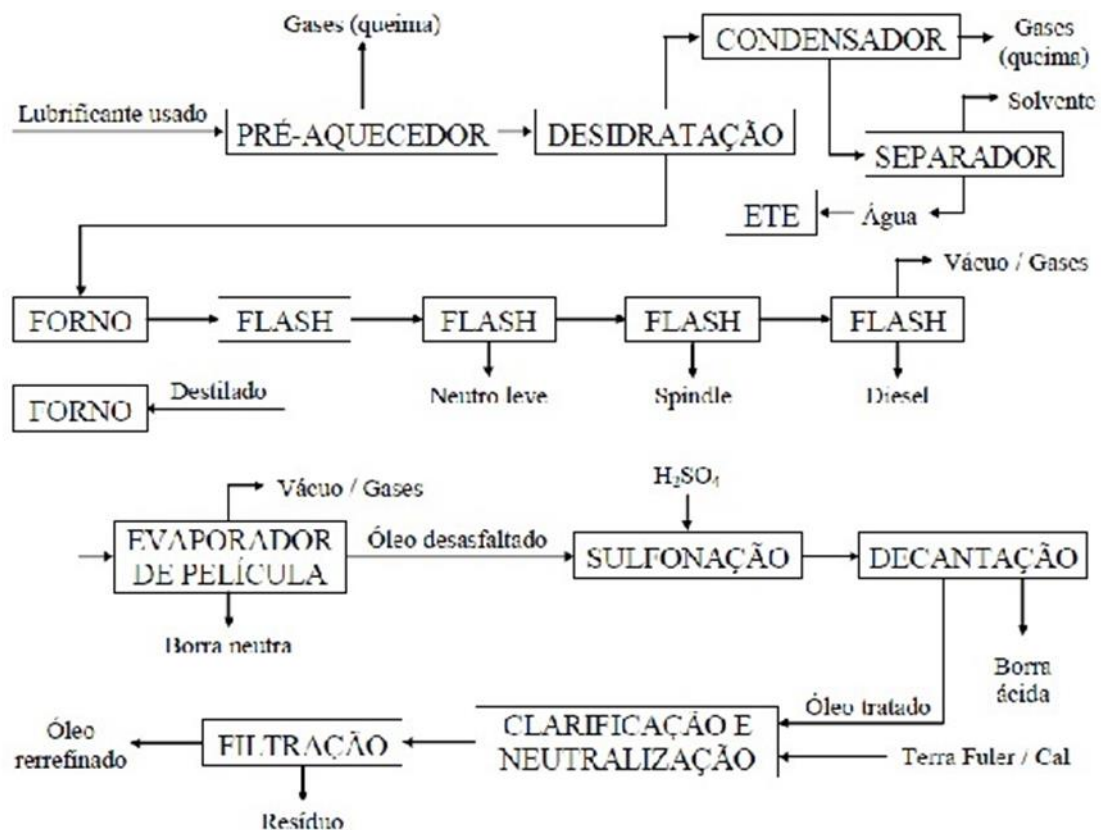 Gases (queima)
CONDENSADOR
Gases
(queima)
Lubrificante usado
PRÉ-AQUECEDOR
DESIDRATAÇÃO
Solvente
SEPARADOR
ETE
Água
Vácuo / Gases
FORNO
FLASH
FLASH
FLASH
FLASH
Neutro leve
Spindle
Diesel
FORNO
Destilado
Vácuo / Gases
H₂SO₄
EVAPORADOR
DE PELÍCULA
Óleo desasfaltado
SULFONAÇÃO
DECANTAÇÃO
Borra neutra
Borra
ácida
Óleo tratado
CLARIFICAÇÃO E
NEUTRALIZAÇÃO
Terra Fuler / Cal
FILTRAÇÃO
Óleo
rerrefinado
Resíduo